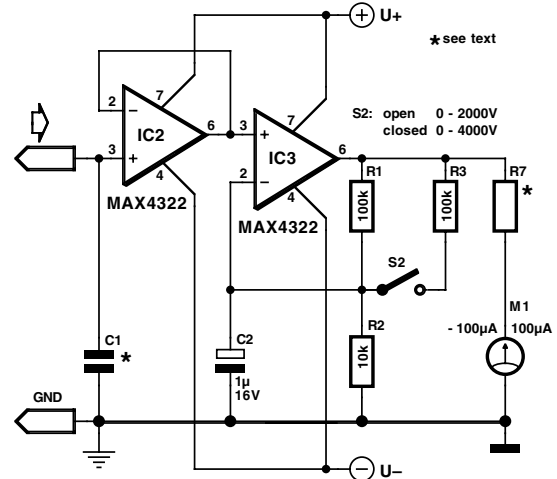 U+
* see text
S2: open 0 - 2000V
closed 0 - 4000V
2
7
6
3
IC2
4
MAX4322
3
7
6
2
IC3
4
MAX4322
R1
100k
R3
100k
R7
*
S2
M1
- 100µA 100µA
C1
*
C2
1µ
16V
R2
10k
GND
U–